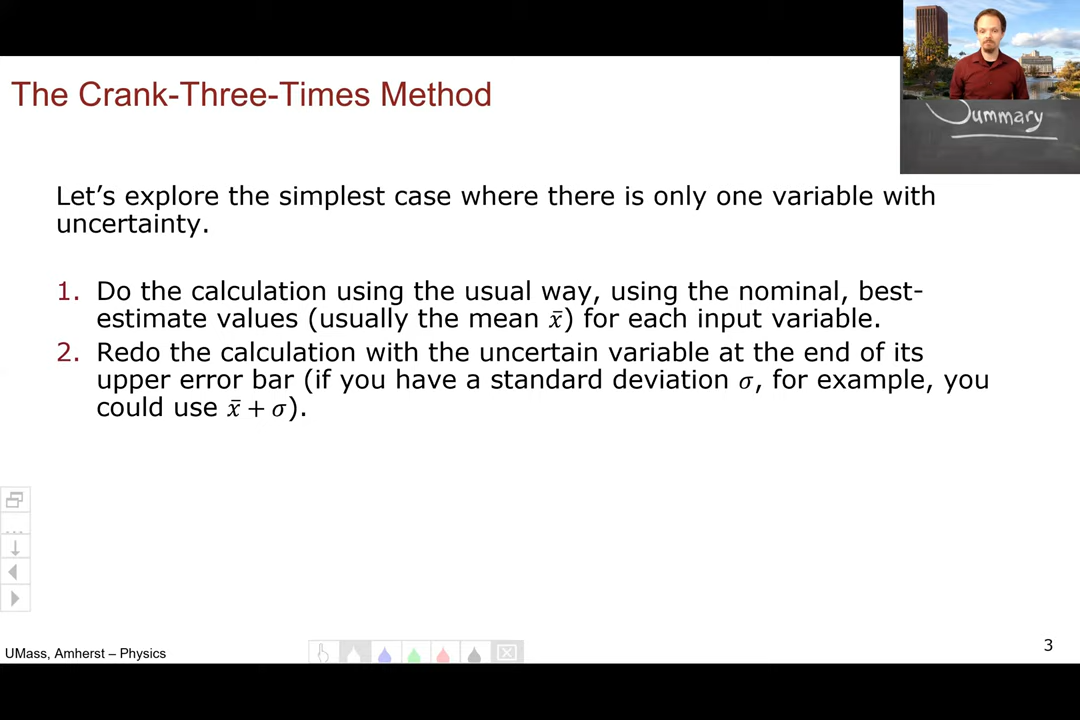 The Crank-Three-Times Method
Summary
Let's explore the simplest case where there is only one variable with
uncertainty.
1. Do the calculation using the usual way, using the nominal, best-
estimate values (usually the mean x̄) for each input variable.
2. Redo the calculation with the uncertain variable at the end of its
upper error bar (if you have a standard deviation σ, for example, you
could use x̄ + σ).
UMass, Amherst – Physics
3